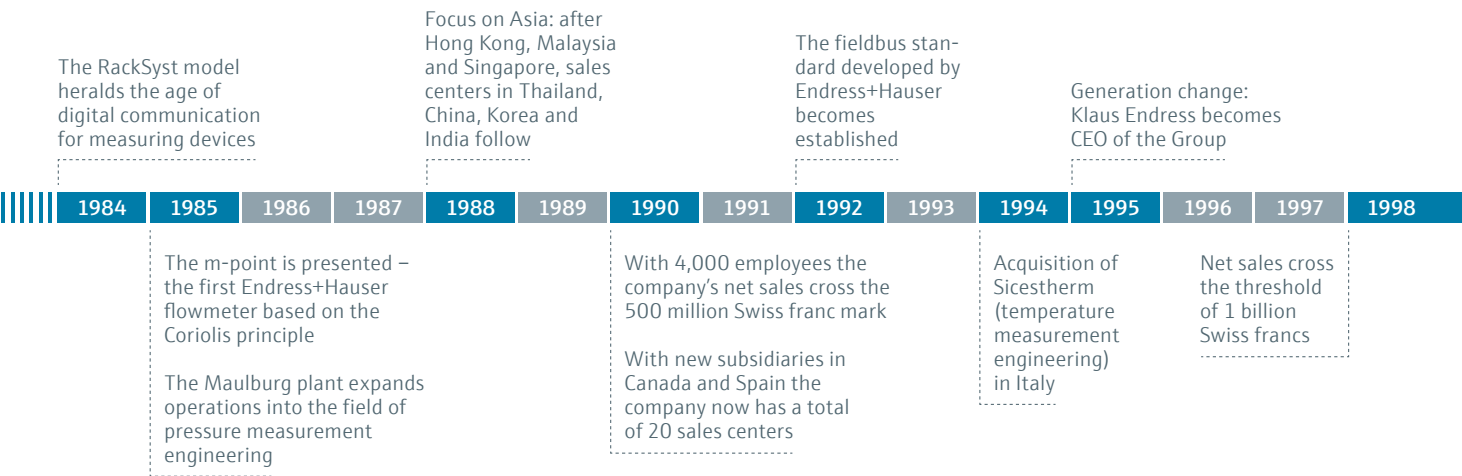 The RackSyst model
heralds the age of
digital communication
for measuring devices
Focus on Asia: after
Hong Kong, Malaysia
and Singapore, sales
centers in Thailand,
China, Korea and
India follow
The fieldbus stan-
dard developed by
Endress+Hauser
becomes
established
Generation change:
Klaus Endress becomes
CEO of the Group
1984 1985 1986 1987 1988 1989 1990 1991 1992 1993 1994 1995 1996 1997 1998
The m-point is presented –
the first Endress+Hauser
flowmeter based on the
Coriolis principle
The Maulburg plant expands
operations into the field of
pressure measurement
engineering
With 4,000 employees the
company’s net sales cross the
500 million Swiss franc mark
With new subsidiaries in
Canada and Spain the
company now has a total
of 20 sales centers
Acquisition of
Sicestherm
(temperature
measurement
engineering)
in Italy
Net sales cross
the threshold
of 1 billion
Swiss francs